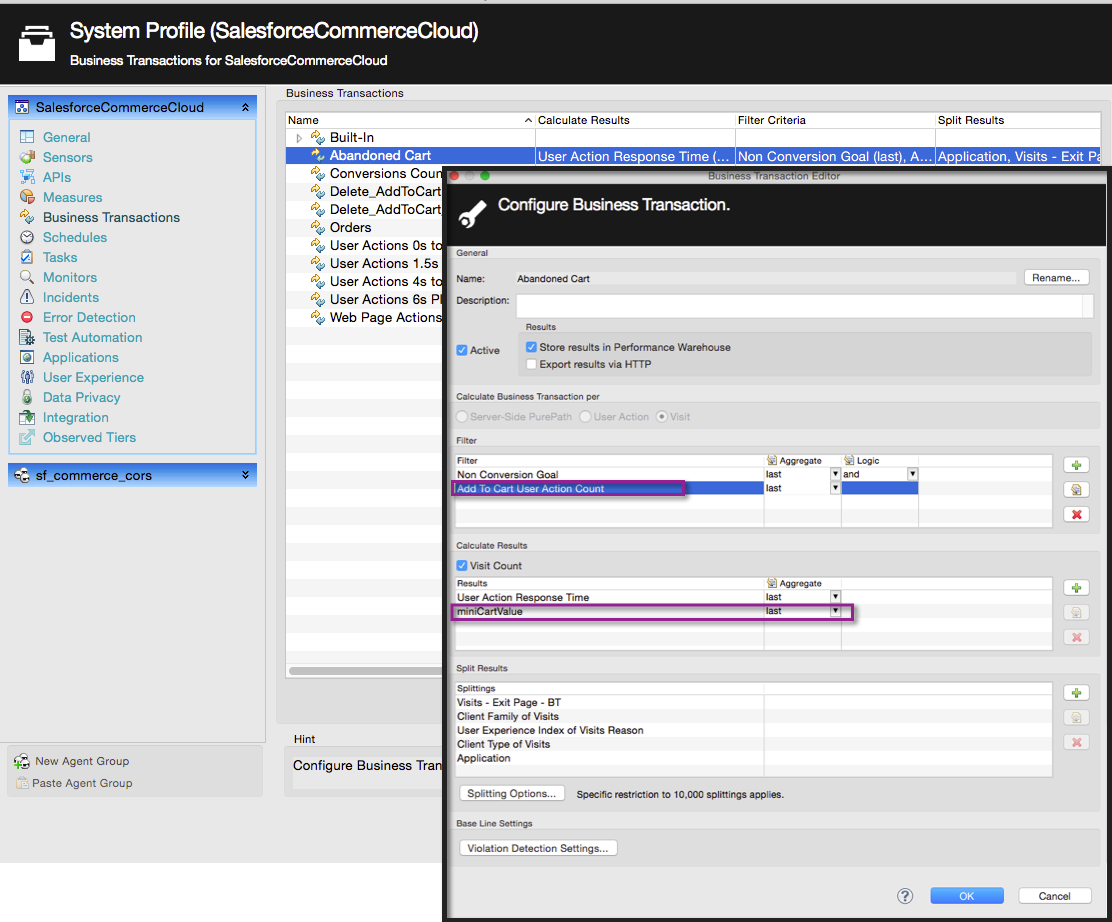 System Profile (SalesforceCommerceCloud)
Business Transactions for SalesforceCommerceCloud
SalesforceCommerceCloud
General
Sensors
APIs
Measures
Business Transactions
Schedules
Tasks
Monitors
Incidents
Error Detection
Test Automation
Applications
User Experience
Data Privacy
Integration
Observed Tiers
sf_commerce_cors
New Agent Group
Paste Agent Group
Business Transactions
Name Calculate Results Filter Criteria Split Results
Built-In
Abandoned Cart User Action Response Time (... Non Conversion Goal (last), A... Application, Visits - Exit Pa
Conversions Coun
Delete_AddToCart
Delete_AddToCart
Orders
User Actions 0s to
User Actions 1.5s
User Actions 4s to
User Actions 6s Pl
Web Page Actions
Hint
Configure Business Tran
Business Transaction Editor
Configure Business Transaction.
General
Name: Abandoned Cart Rename...
Description:
Results
Active
Store results in Performance Warehouse
Export results via HTTP
Calculate Business Transaction per
Server-Side PurePath User Action Visit
Filter
Filter Aggregate Logic
Non Conversion Goal last and
Add To Cart User Action Count last
Calculate Results
Visit Count
Results Aggregate
User Action Response Time last
miniCartValue last
Split Results
Splittings
Visits - Exit Page - BT
Client Family of Visits
User Experience Index of Visits Reason
Client Type of Visits
Application
Splitting Options... Specific restriction to 10,000 splittings applies.
Base Line Settings
Violation Detection Settings...
? OK Cancel